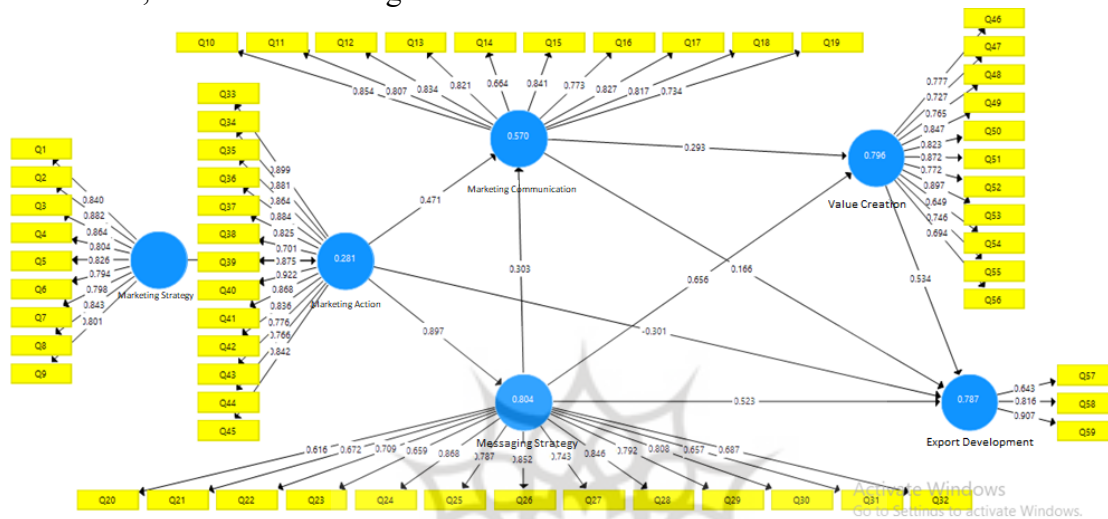 Q10 Q11 Q12 Q13 Q14 Q15 Q16 Q17 Q18 Q19
0.854 0.807 0.834 0.821 0.664 0.841 0.773 0.827 0.817 0.734
0.570
Marketing Communication
Q46
Q47
Q48
Q49
Q50
Q51
Q52
Q53
Q54
Q55
Q56
0.777
0.727
0.765
0.847
0.823
0.872
0.772
0.897
0.649
0.746
0.694
0.796
Value Creation
Q33
Q34
Q35
Q36
Q37
Q38
Q39
Q40
Q41
Q42
Q43
Q44
Q45
0.899
0.881
0.864
0.884
0.825
0.701
0.875
0.922
0.868
0.836
0.776
0.766
0.842
0.281
Marketing Action
Q1
Q2
Q3
Q4
Q5
Q6
Q7
Q8
Q9
0.840
0.882
0.864
0.804
0.826
0.794
0.798
0.843
0.801
Marketing Strategy
0.293
0.471
0.303
0.656
0.166
0.534
-0.301
0.897
0.523
0.804
Messaging Strategy
0.616 0.672 0.709 0.659 0.868 0.787 0.852 0.743 0.846 0.792 0.808 0.657 0.687
Q20 Q21 Q22 Q23 Q24 Q25 Q26 Q27 Q28 Q29 Q30 Q31 Q32
0.787
Export Development
0.643
0.816
0.907
Q57
Q58
Q59
Activate Windows
Go to Settings to activate Windows.